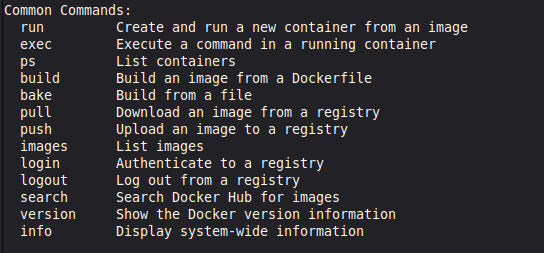 Common Commands:
  run         Create and run a new container from an image
  exec        Execute a command in a running container
  ps          List containers
  build       Build an image from a Dockerfile
  bake        Build from a file
  pull        Download an image from a registry
  push        Upload an image to a registry
  images      List images
  login       Authenticate to a registry
  logout      Log out from a registry
  search      Search Docker Hub for images
  version     Show the Docker version information
  info        Display system-wide information